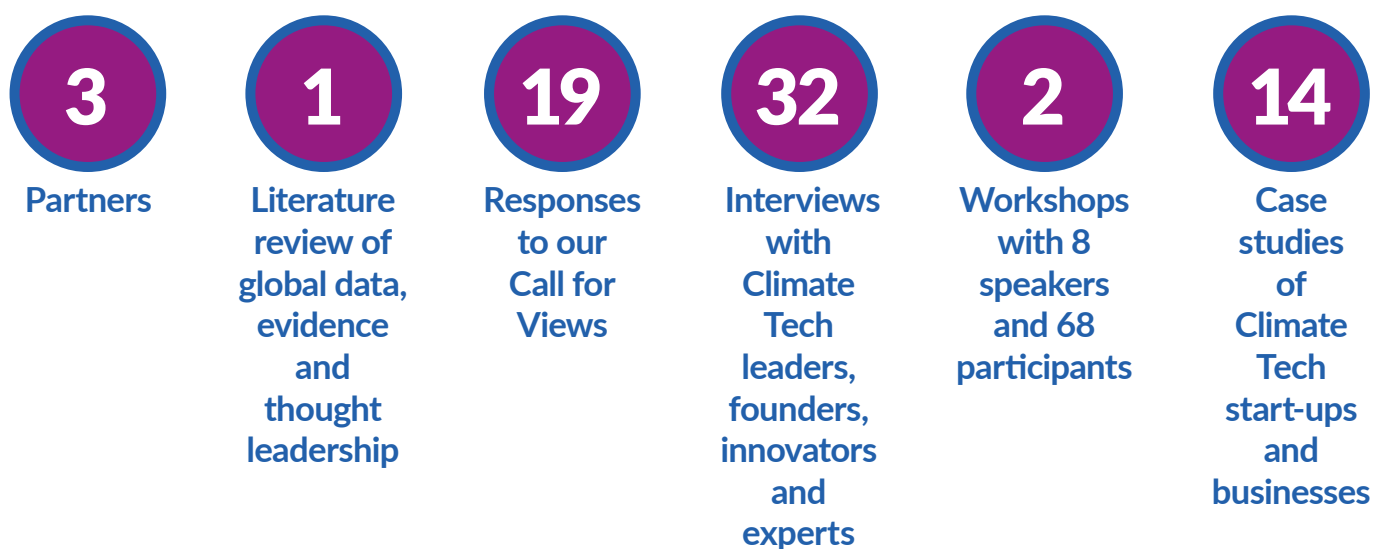 3
Partners
1
Literature
review of
global data,
evidence
and
thought
leadership
19
Responses
to our
Call for
Views
32
Interviews
with
Climate
Tech
leaders,
founders,
innovators
and
experts
2
Workshops
with 8
speakers
and 68
participants
14
Case
studies
of
Climate
Tech
start-ups
and
businesses